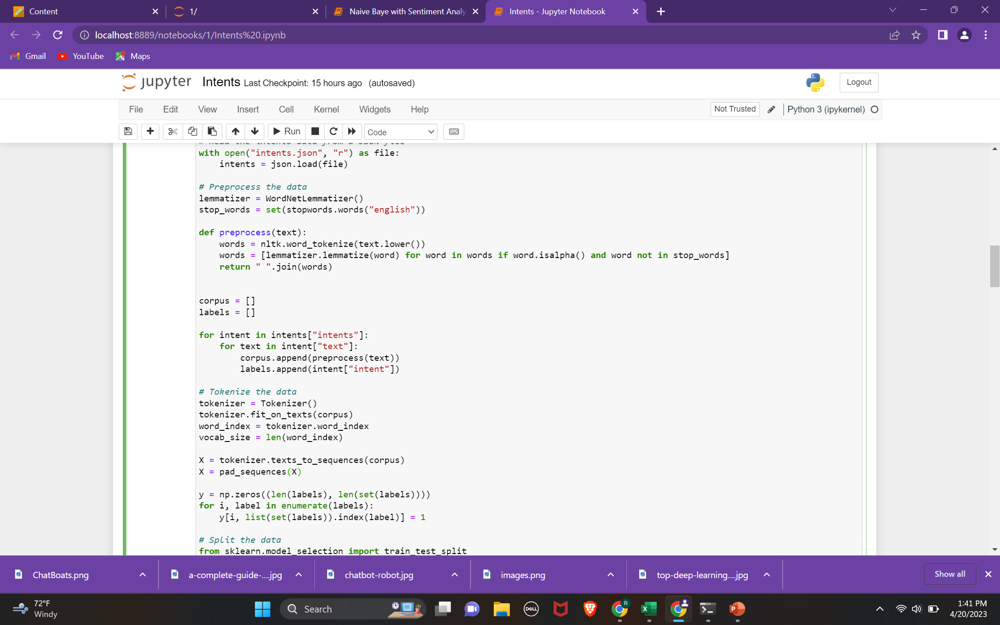 Content
1/
Naive Baye with Sentiment Analy
Intents - Jupyter Notebook
localhost:8889/notebooks/1/Intents%20.ipynb
Gmail
YouTube
Maps
jupyter
Intents Last Checkpoint: 15 hours ago (autosaved)
Logout
File Edit View Insert Cell Kernel Widgets Help
Not Trusted
Python 3 (ipykernel)
Run
Code
# Read the intents data from a JSON file
with open("intents.json", "r") as file:
    intents = json.load(file)
# Preprocess the data
lemmatizer = WordNetLemmatizer()
stop_words = set(stopwords.words("english"))
def preprocess(text):
    words = nltk.word_tokenize(text.lower())
    words = [lemmatizer.lemmatize(word) for word in words if word.isalpha() and word not in stop_words]
    return " ".join(words)
corpus = []
labels = []
for intent in intents["intents"]:
    for text in intent["text"]:
        corpus.append(preprocess(text))
        labels.append(intent["intent"])
# Tokenize the data
tokenizer = Tokenizer()
tokenizer.fit_on_texts(corpus)
word_index = tokenizer.word_index
vocab_size = len(word_index)
X = tokenizer.texts_to_sequences(corpus)
X = pad_sequences(X)
y = np.zeros((len(labels), len(set(labels))))
for i, label in enumerate(labels):
    y[i, list(set(labels)).index(label)] = 1
# Split the data
from sklearn.model_selection import train_test_split
ChatBoats.png
a-complete-guide-....jpg
chatbot-robot.jpg
images.png
top-deep-learning....jpg
Show all
72°F
Windy
Search
DELL
R
X
P
1:41 PM
4/20/2023